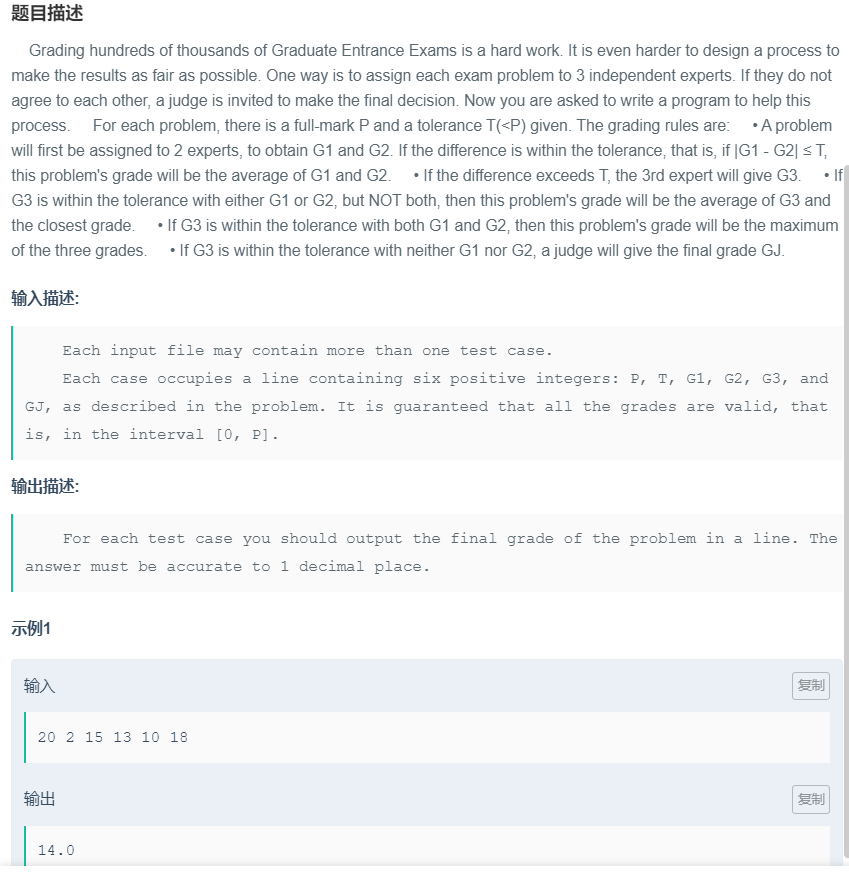 题目描述
Grading hundreds of thousands of Graduate Entrance Exams is a hard work. It is even harder to design a process to
make the results as fair as possible. One way is to assign each exam problem to 3 independent experts. If they do not
agree to each other, a judge is invited to make the final decision. Now you are asked to write a program to help this
process. For each problem, there is a full-mark P and a tolerance T(<P) given. The grading rules are: • A problem
will first be assigned to 2 experts, to obtain G1 and G2. If the difference is within the tolerance, that is, if |G1 - G2| ≤ T,
this problem's grade will be the average of G1 and G2. • If the difference exceeds T, the 3rd expert will give G3. • If
G3 is within the tolerance with either G1 or G2, but NOT both, then this problem's grade will be the average of G3 and
the closest grade. • If G3 is within the tolerance with both G1 and G2, then this problem's grade will be the maximum
of the three grades. • If G3 is within the tolerance with neither G1 nor G2, a judge will give the final grade GJ.
输入描述:
Each input file may contain more than one test case.
Each case occupies a line containing six positive integers: P, T, G1, G2, G3, and
GJ, as described in the problem. It is guaranteed that all the grades are valid, that
is, in the interval [0, P].
输出描述:
For each test case you should output the final grade of the problem in a line. The
answer must be accurate to 1 decimal place.
示例1
输入 复制
20 2 15 13 10 18
输出 复制
14.0